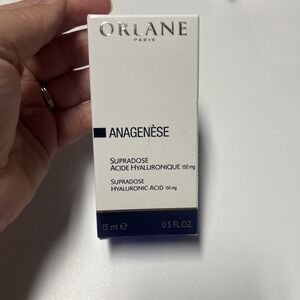 ORLANE
PARIS
ANAGENÈSE
SUPRADOSE
ACIDE HYALURONIQUE 150 mg
SUPRADOSE
HYALURONIC ACID 150 mg
15 ml ℮ 0.5 FL.OZ